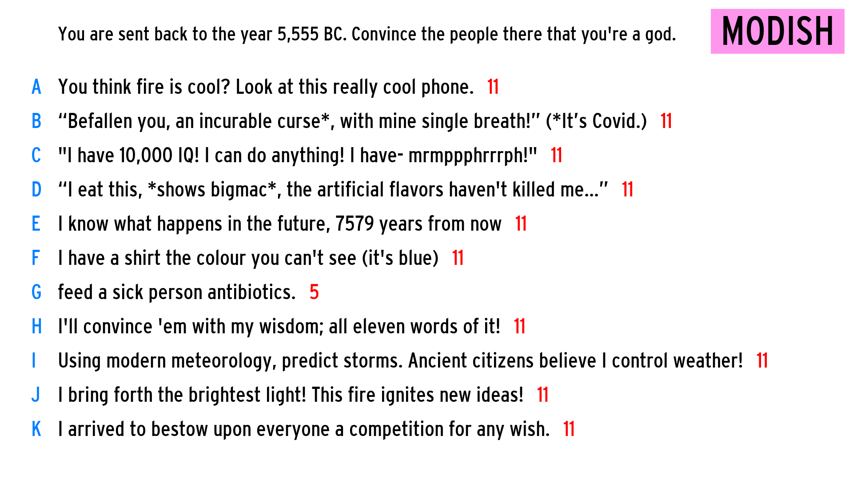 You are sent back to the year 5,555 BC. Convince the people there that you're a god.
MODISH
A You think fire is cool? Look at this really cool phone. 11
B “Befallen you, an incurable curse*, with mine single breath!” (*It’s Covid.) 11
C "I have 10,000 IQ! I can do anything! I have- mrmppphrrrph!" 11
D “I eat this, *shows bigmac*, the artificial flavors haven't killed me...” 11
E I know what happens in the future, 7579 years from now 11
F I have a shirt the colour you can't see (it's blue) 11
G feed a sick person antibiotics. 5
H I'll convince 'em with my wisdom; all eleven words of it! 11
I Using modern meteorology, predict storms. Ancient citizens believe I control weather! 11
J I bring forth the brightest light! This fire ignites new ideas! 11
K I arrived to bestow upon everyone a competition for any wish. 11